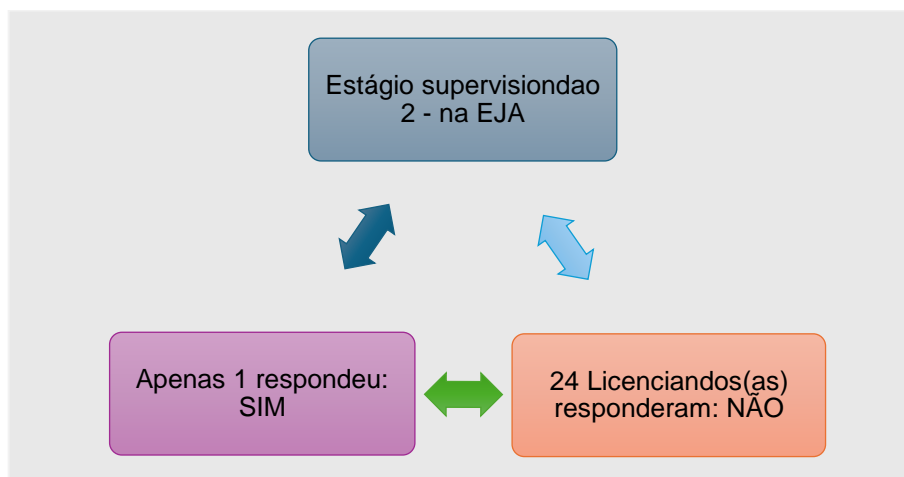 Estágio supervisiondao
2 - na EJA
Apenas 1 respondeu:
SIM
24 Licenciandos(as)
responderam: NÃO